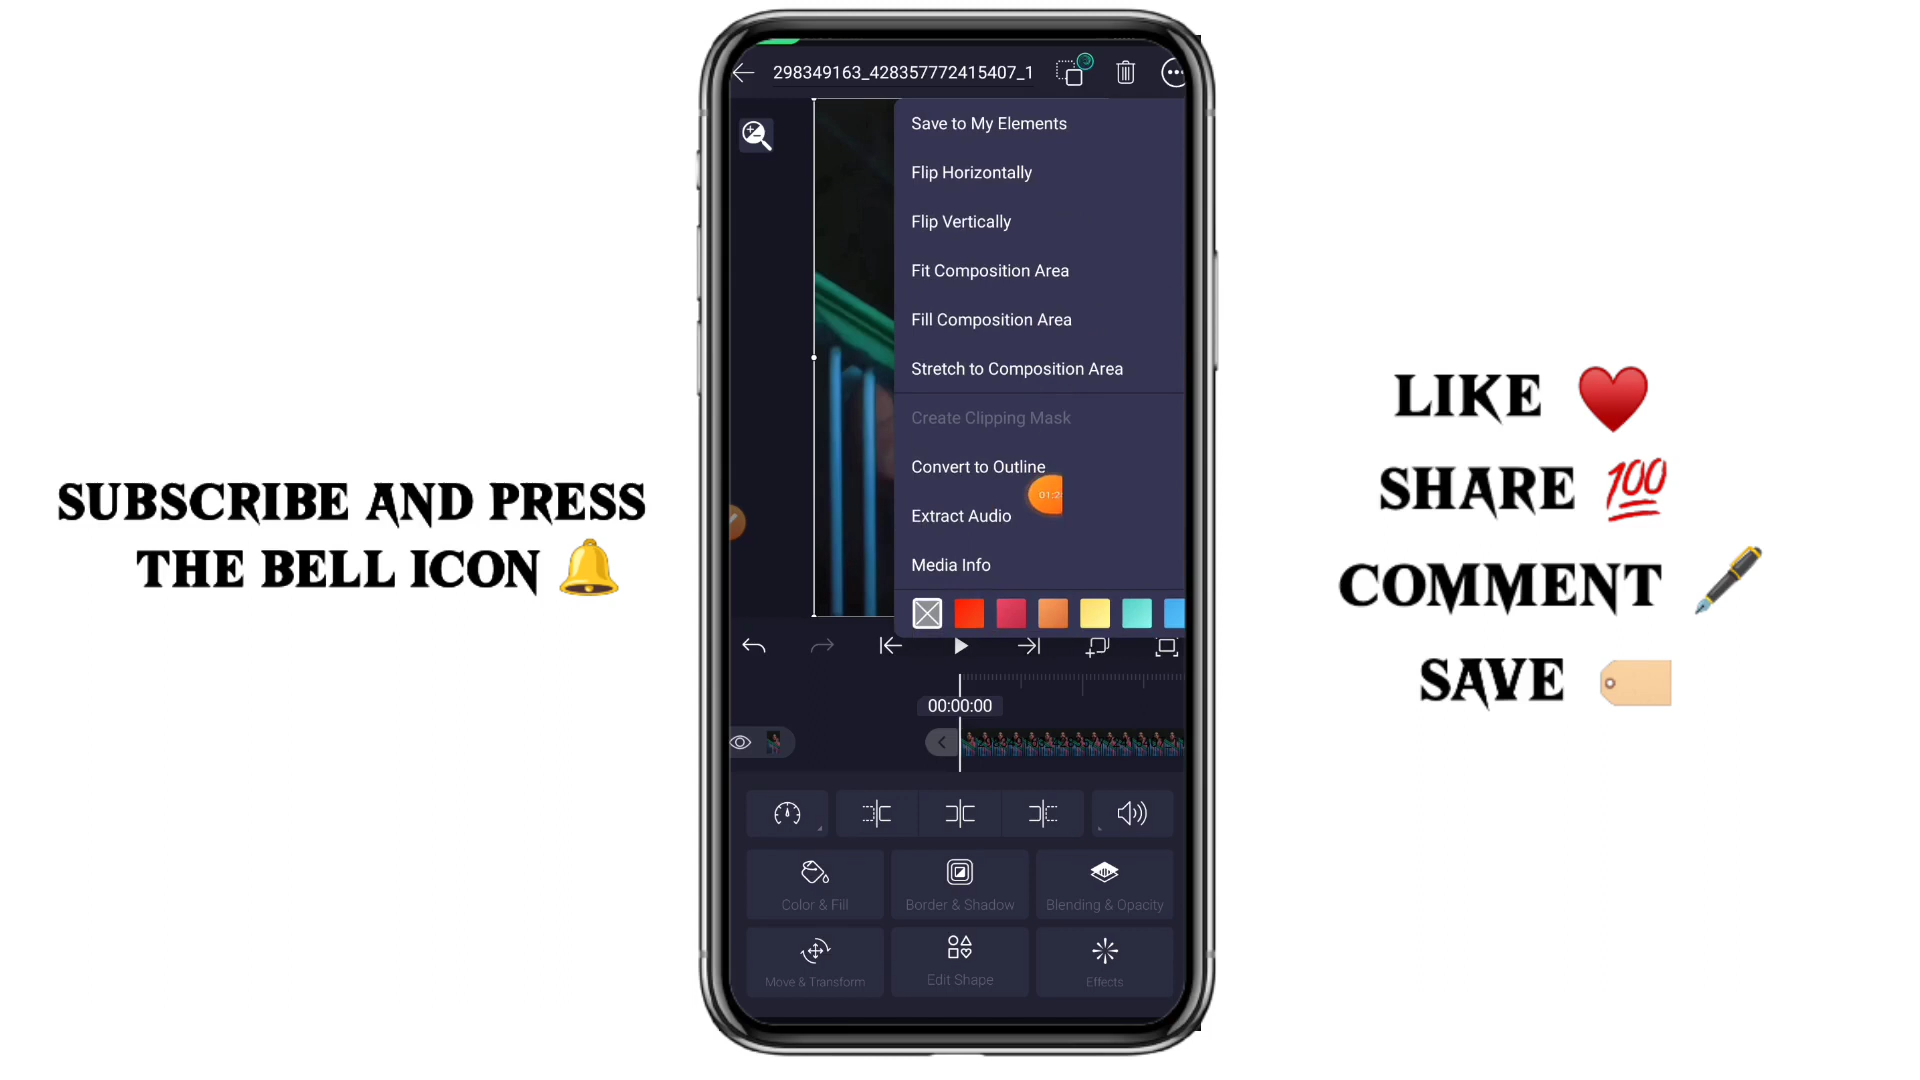 298349163_428357772415407_1
Save to My Elements
Flip Horizontally
Flip Vertically
Fit Composition Area
Fill Composition Area
Stretch to Composition Area
Create Clipping Mask
Convert to Outline
Extract Audio
Media Info
00:00:00
Color & Fill
Border & Shadow
Blending & Opacity
Move & Transform
Edit Shape
Effects
SUBSCRIBE AND PRESS
THE BELL ICON
LIKE
SHARE 100
COMMENT
SAVE